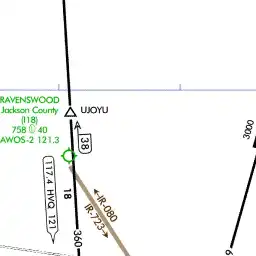 RAVENSWOOD
Jackson County
(I18)
758 Ⓛ 40
AWOS-2 121.3
UJOYU
38
3000
117.4 HVQ 121
18
IR-080
IR-723
360
6